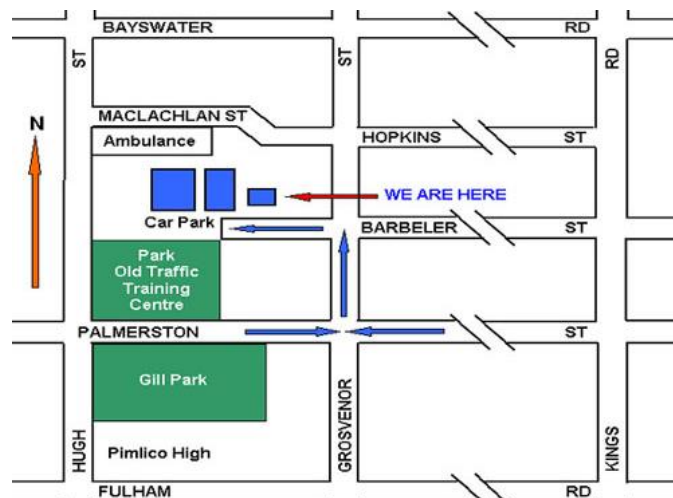 BAYSWATER RD
ST ST RD
MACLACHLAN ST
N
Ambulance
HOPKINS ST
WE ARE HERE
Car Park
BARBELER ST
Park
Old Traffic
Training
Centre
PALMERSTON ST
Gill Park
HUGH
GROSVENOR
KINGS
Pimlico High
FULHAM RD